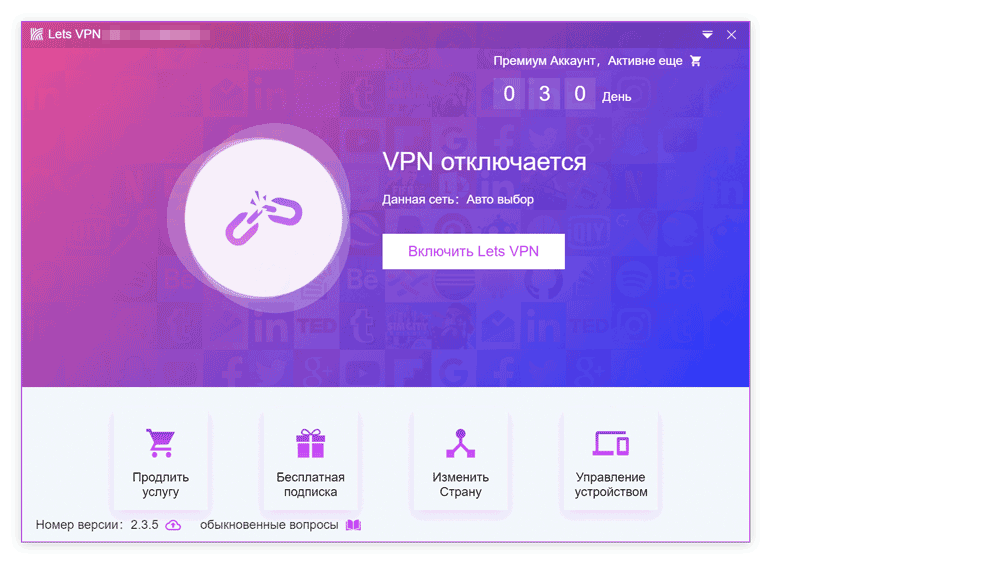 Lets VPN
Премиум Аккаунт, Активне еще
0 3 0 День
VPN отключается
Данная сеть: Авто выбор
Включить Lets VPN
Продлить
услугу
Бесплатная
подписка
Изменить
Страну
Управление
устройством
Номер версии: 2.3.5
обыкновенные вопросы